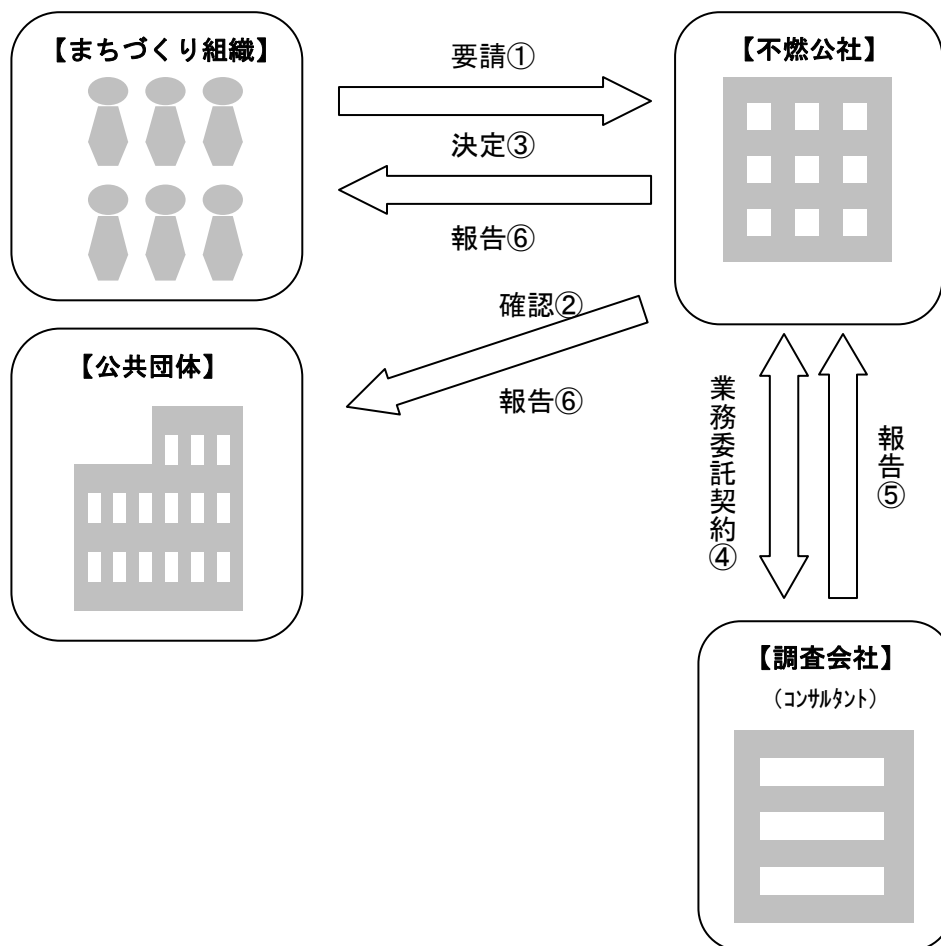 【まちづくり組織】
要請①
【不燃公社】
決定③
報告⑥
確認②
【公共団体】
報告⑥
業務委託契約④
報告⑤
【調査会社】
（ｺﾝｻﾙﾀﾝﾄ）